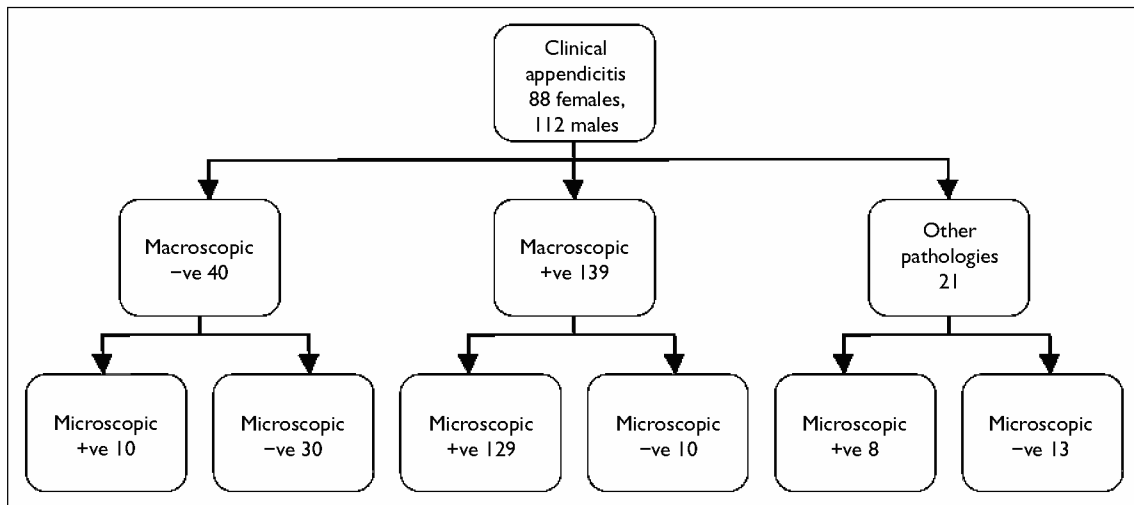 Clinical
appendicitis
88 females,
112 males
Macroscopic
−ve 40
Macroscopic
+ve 139
Other
pathologies
21
Microscopic
+ve 10
Microscopic
−ve 30
Microscopic
+ve 129
Microscopic
−ve 10
Microscopic
+ve 8
Microscopic
−ve 13